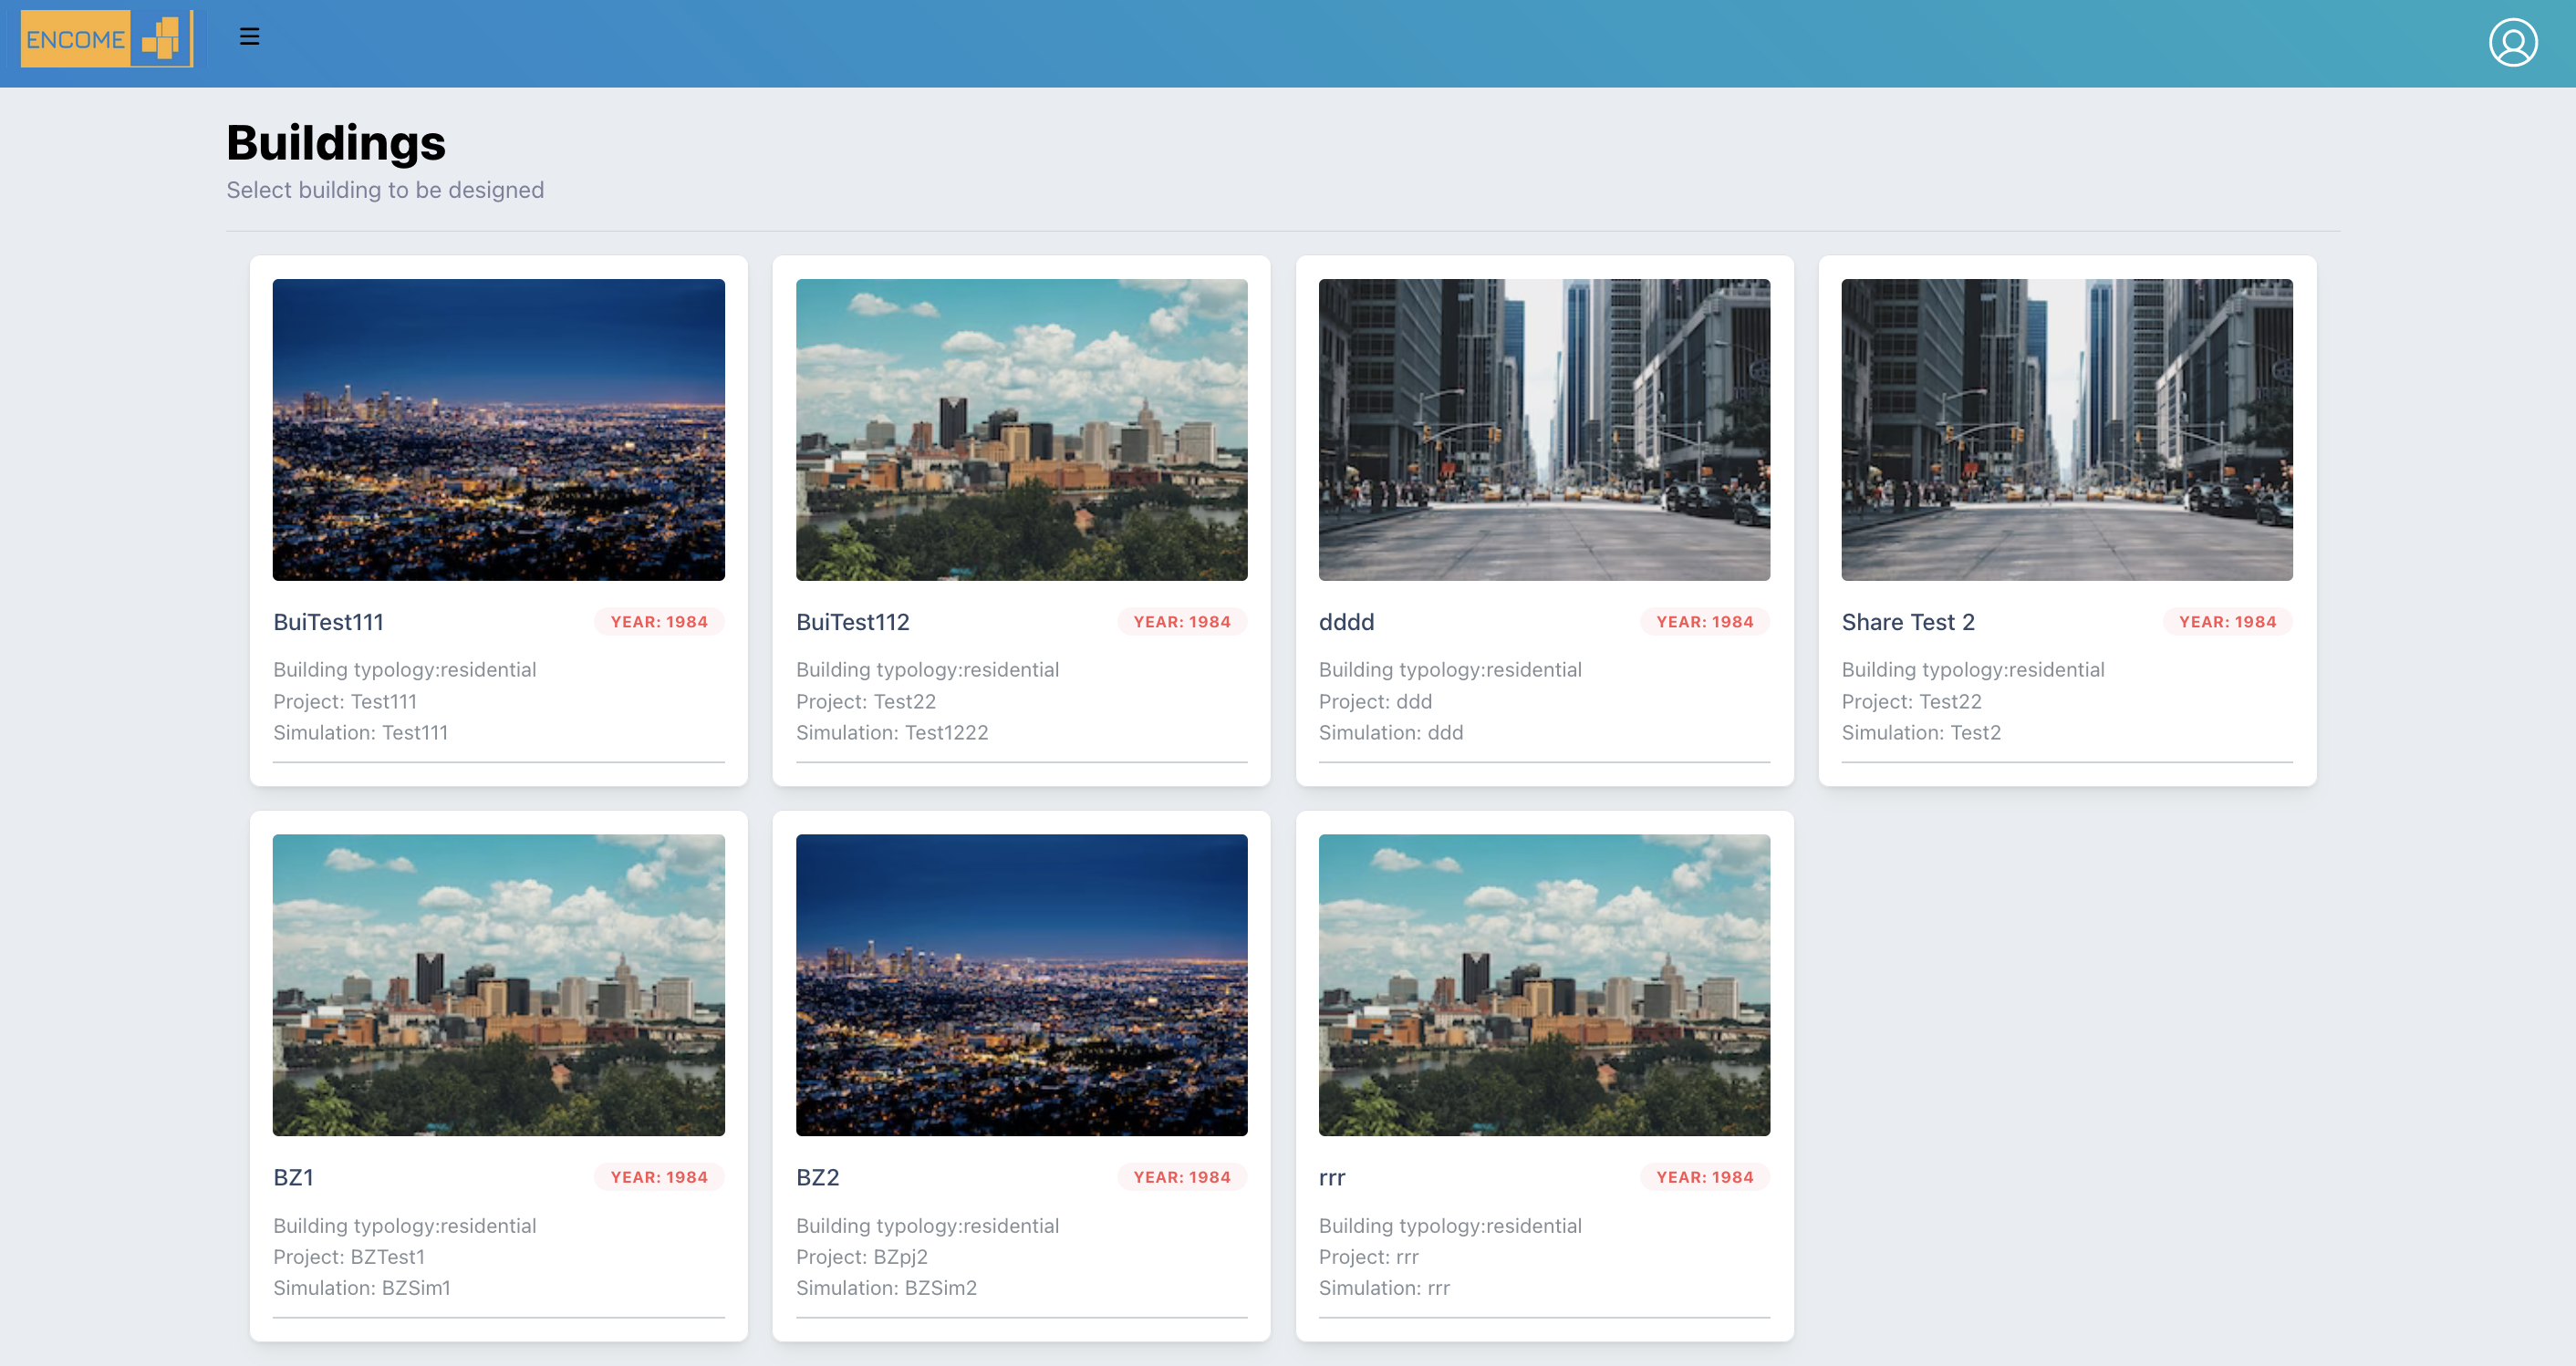 ENCOME
Buildings
Select building to be designed
BuiTest111
YEAR: 1984
Building typology:residential
Project: Test111
Simulation: Test111
BuiTest112
YEAR: 1984
Building typology:residential
Project: Test22
Simulation: Test1222
dddd
YEAR: 1984
Building typology:residential
Project: ddd
Simulation: ddd
Share Test 2
YEAR: 1984
Building typology:residential
Project: Test22
Simulation: Test2
BZ1
YEAR: 1984
Building typology:residential
Project: BZTest1
Simulation: BZSim1
BZ2
YEAR: 1984
Building typology:residential
Project: BZpj2
Simulation: BZSim2
rrr
YEAR: 1984
Building typology:residential
Project: rrr
Simulation: rrr